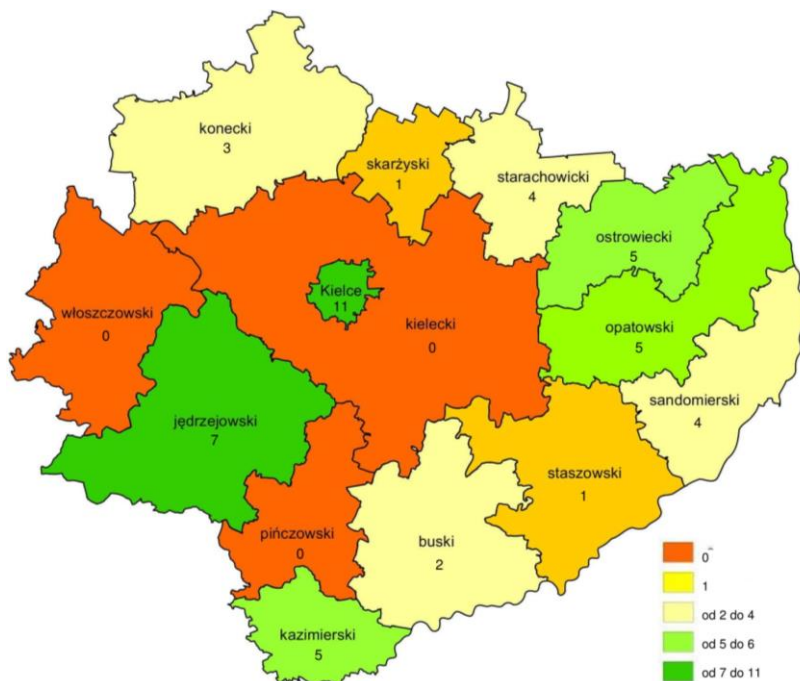 konecki
3
skarżyski
1
starachowicki
4
ostrowiecki
5
Kielce
11
włoszczowski
0
kielecki
0
opatowski
5
sandomierski
4
jędrzejowski
7
staszowski
1
pińczowski
0
buski
2
kazimierski
5
0
1
od 2 do 4
od 5 do 6
od 7 do 11